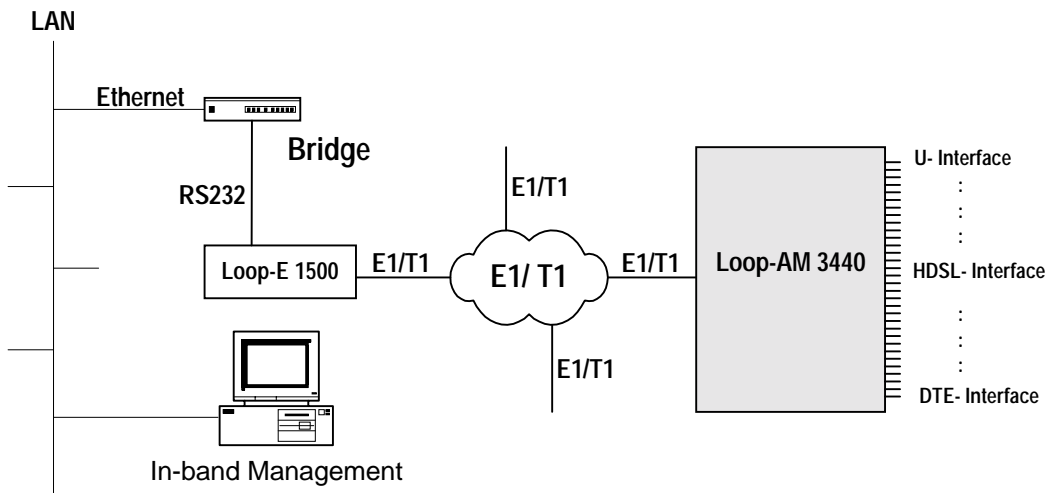 LAN
Ethernet
Bridge
RS232
Loop-E 1500
E1/T1
E1/T1
E1/ T1
E1/T1
E1/T1
Loop-AM 3440
U- Interface
HDSL- Interface
DTE- Interface
In-band Management